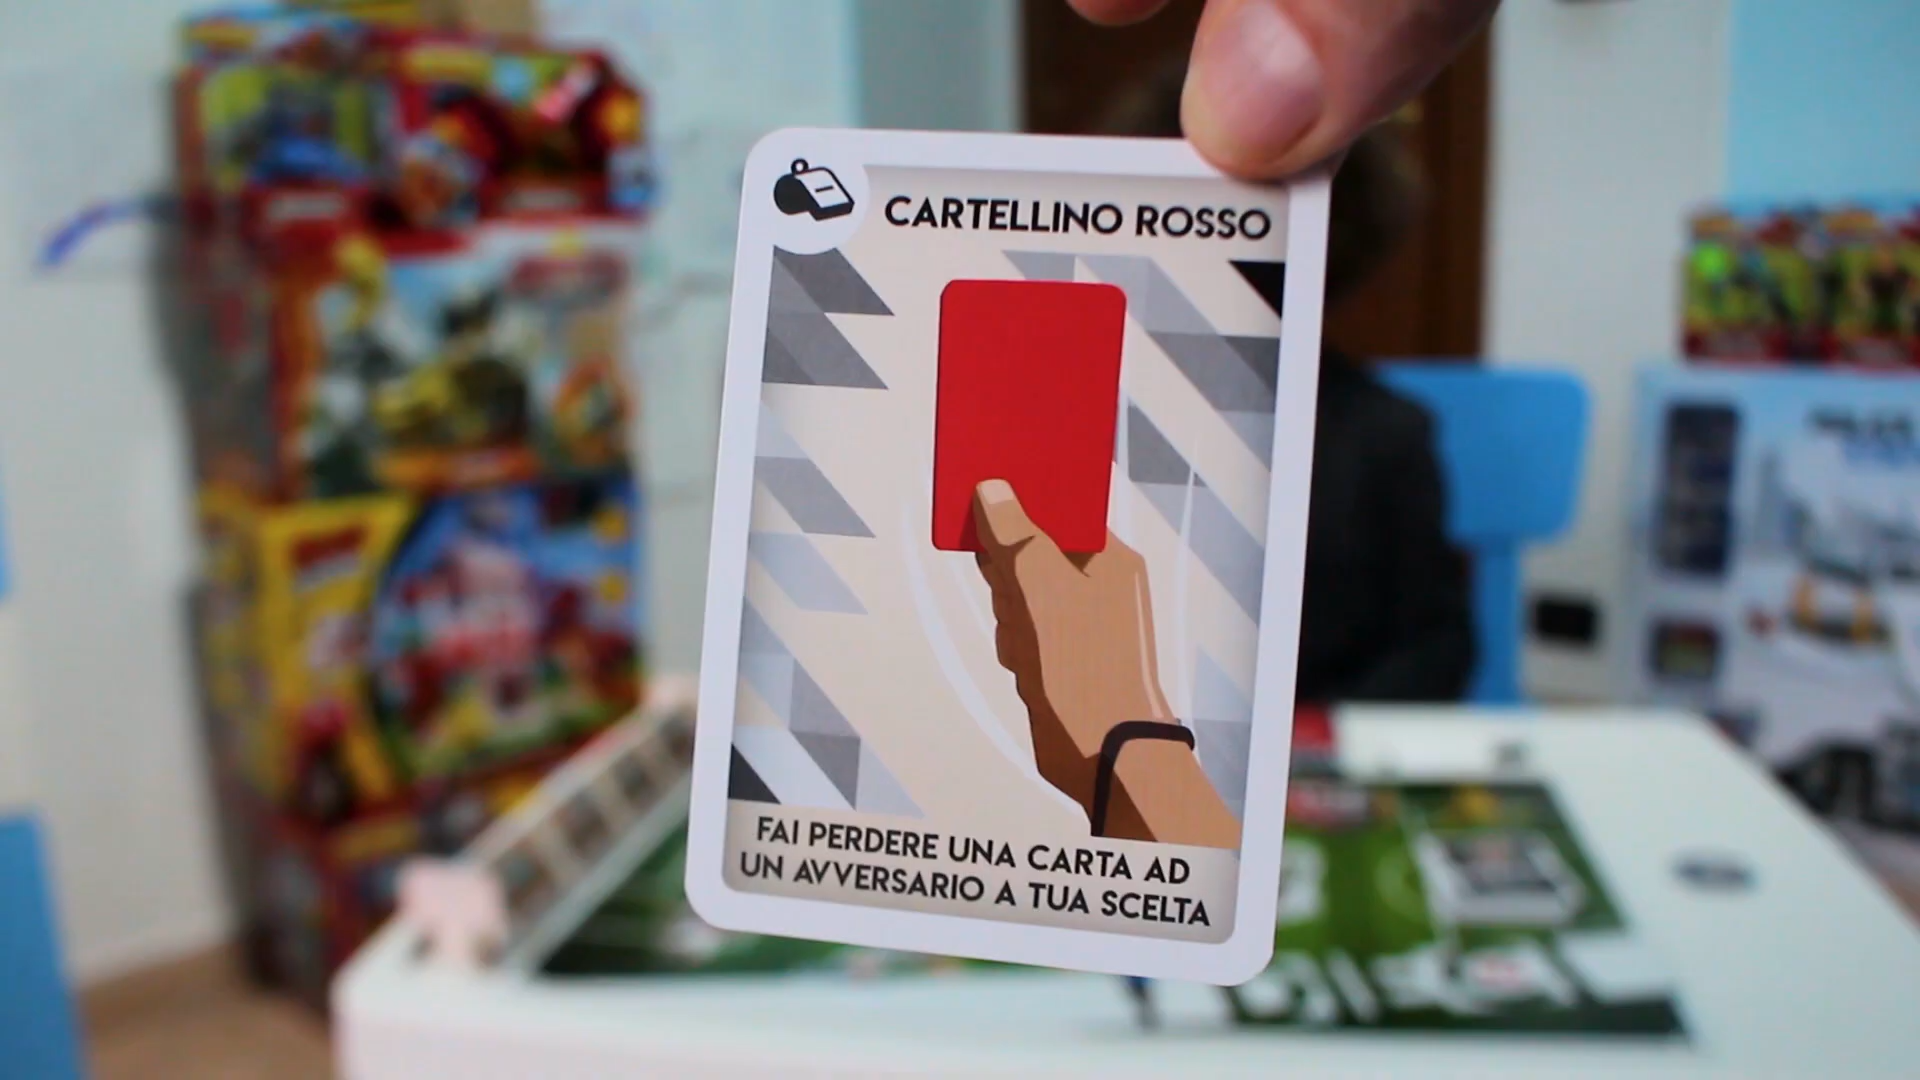 CARTELLINO ROSSO
FAI PERDERE UNA CARTA AD
UN AVVERSARIO A TUA SCELTA